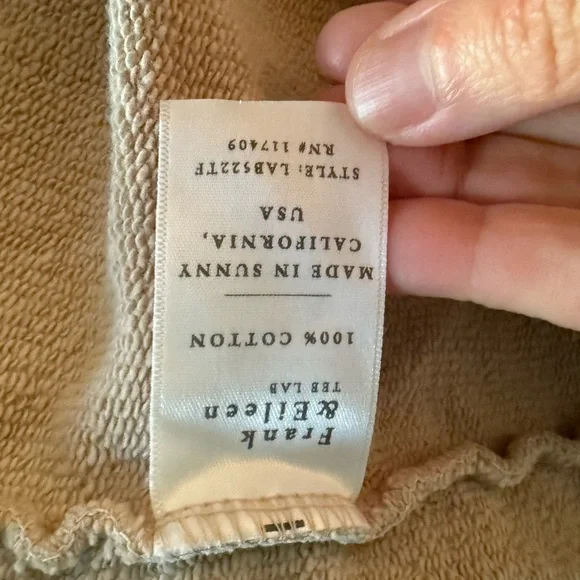 Frank
& Eileen
TEE LAB
100% COTTON
MADE IN SUNNY
CALIFORNIA,
USA
STYLE: LAB522TF
RN# 117409